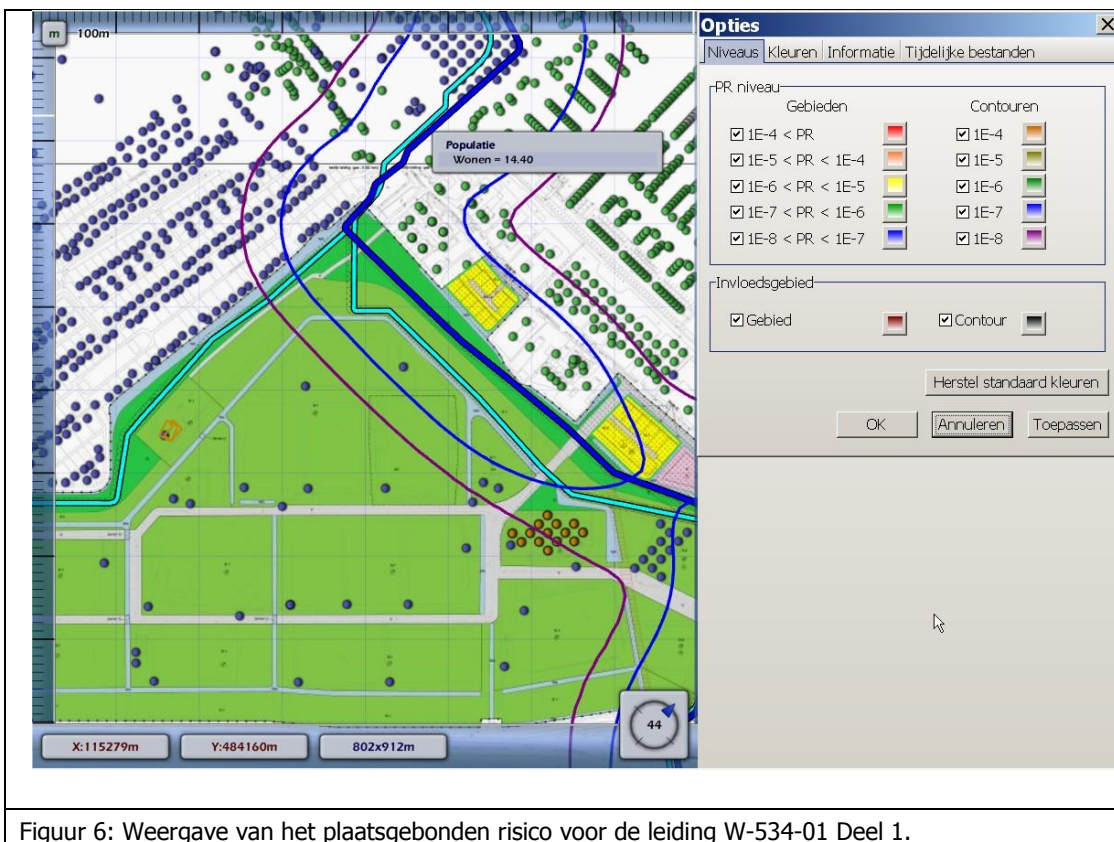 m
100m
Populatie
Wonen = 14.40
X:115279m
Y:484160m
802x912m
44
Opties
Niveaus Kleuren Informatie Tijdelijke bestanden
PR niveau
Gebieden Contouren
1E-4 < PR 1E-4
1E-5 < PR < 1E-4 1E-5
1E-6 < PR < 1E-5 1E-6
1E-7 < PR < 1E-6 1E-7
1E-8 < PR < 1E-7 1E-8
Invloedsgebied
Gebied Contour
Herstel standaard kleuren
OK Annuleren Toepassen
Figuur 6: Weergave van het plaatsgebonden risico voor de leiding W-534-01 Deel 1.